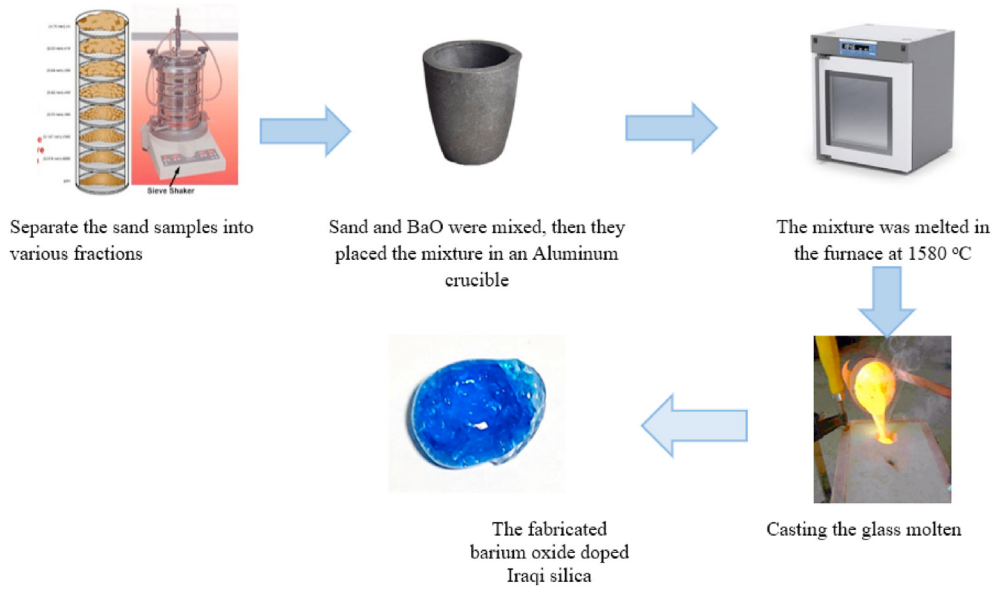 Sieve Shaker
Separate the sand samples into
various fractions
Sand and BaO were mixed, then they
placed the mixture in an Aluminum
crucible
The mixture was melted in
the furnace at 1580 ᵒC
Casting the glass molten
The fabricated
barium oxide doped
Iraqi silica